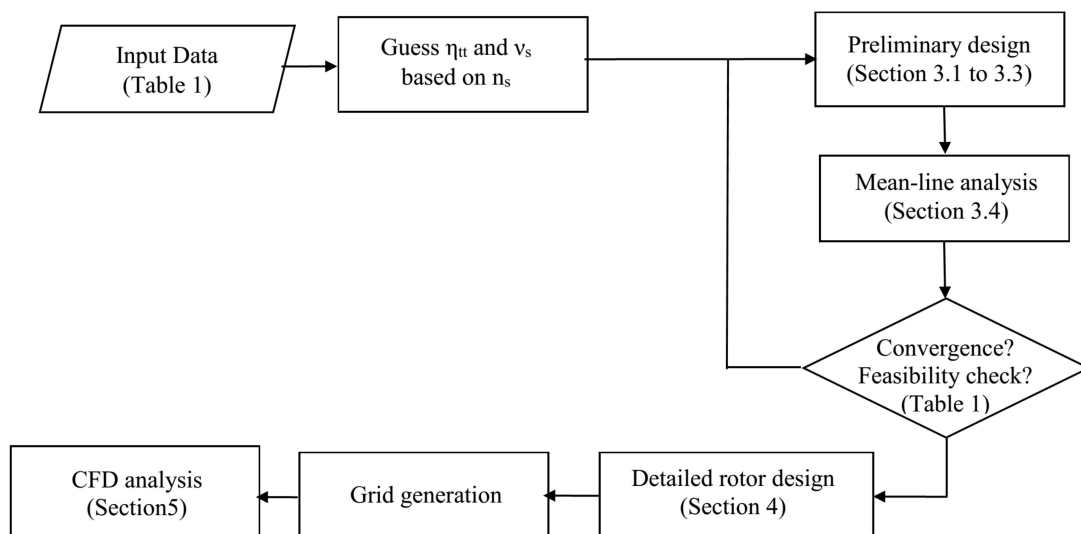 Input Data
(Table 1)
Guess ηtt and νs
based on ns
Preliminary design
(Section 3.1 to 3.3)
Mean-line analysis
(Section 3.4)
Convergence?
Feasibility check?
(Table 1)
Detailed rotor design
(Section 4)
Grid generation
CFD analysis
(Section5)